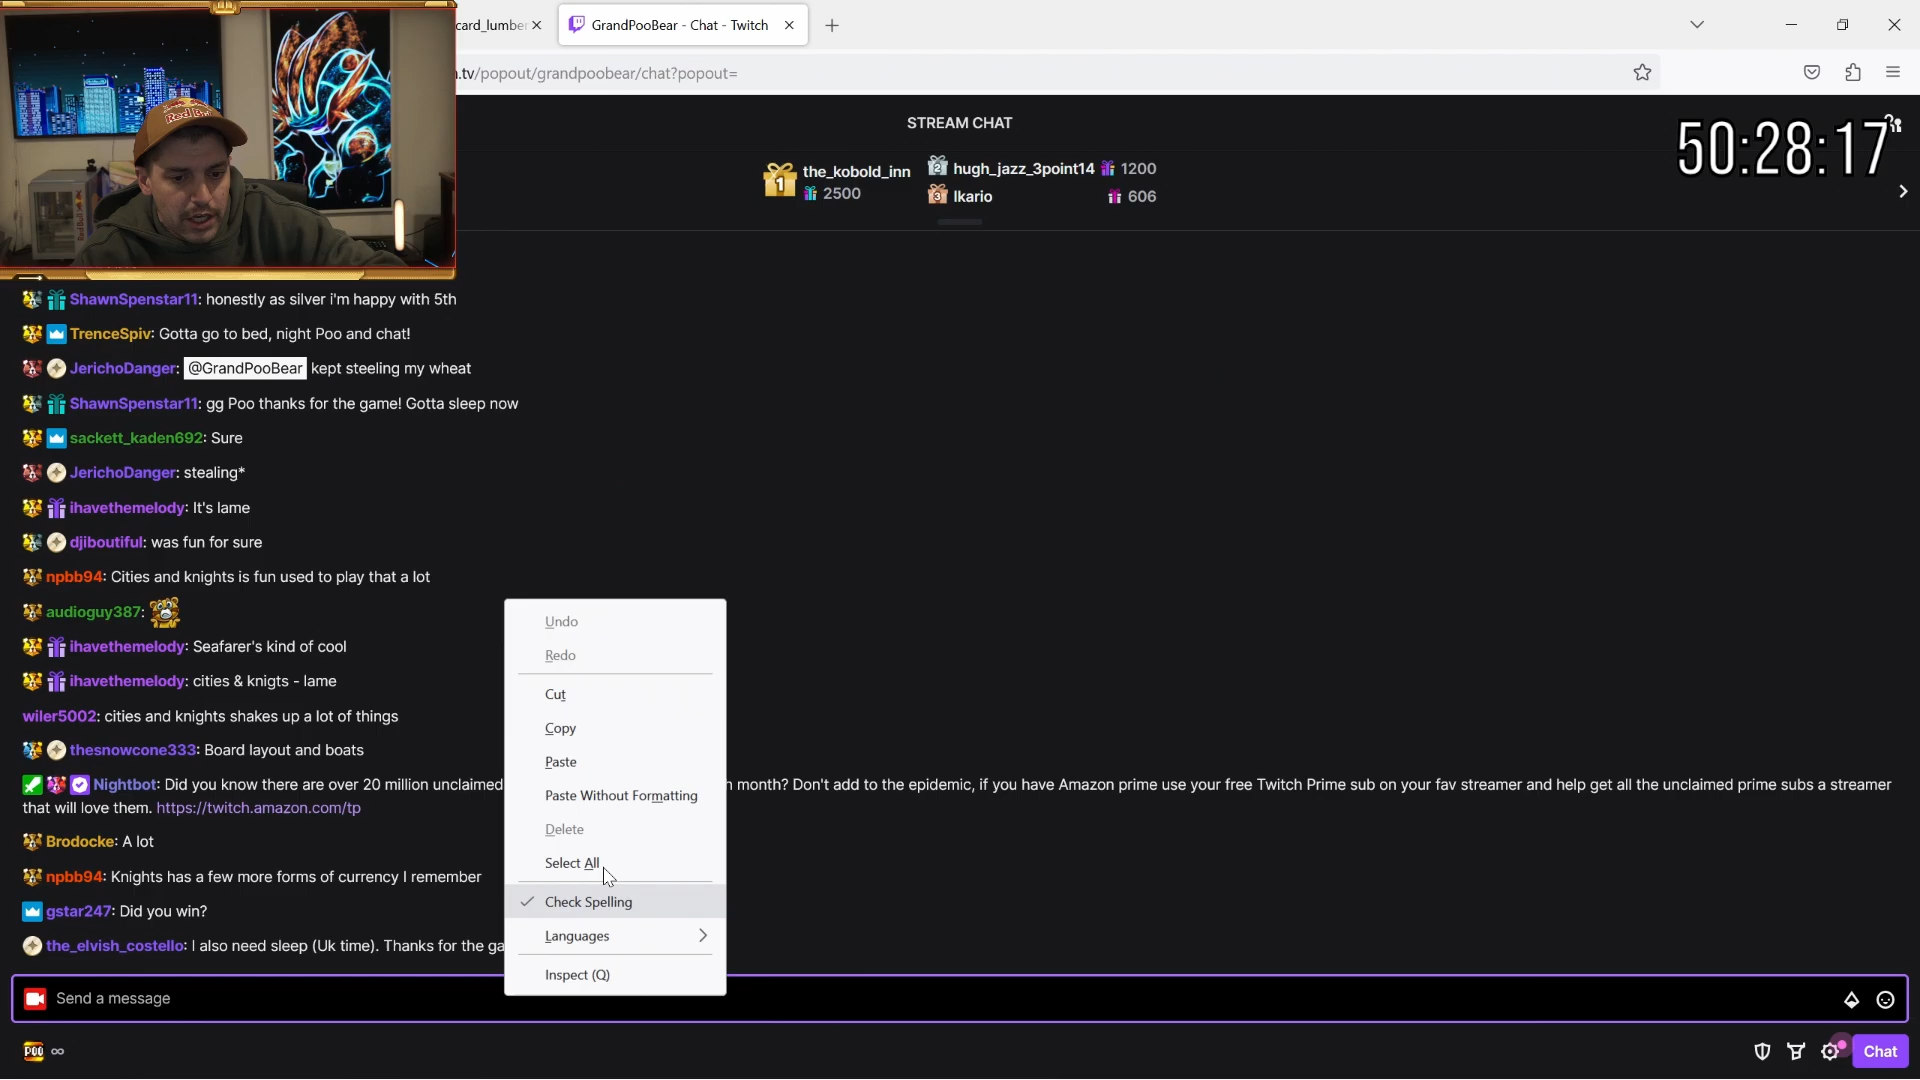 card_lumber
GrandPooBear - Chat - Twitch
.tv/popout/grandpoobear/chat?popout=
Red Bu
STREAM CHAT
50:28:17
1 the_kobold_inn 2500
2 hugh_jazz_3point14 1200
3 Ikario 606
ShawnSpenstar11: honestly as silver i'm happy with 5th
TrenceSpiv: Gotta go to bed, night Poo and chat!
JerichoDanger: @GrandPooBear kept steeling my wheat
ShawnSpenstar11: gg Poo thanks for the game! Gotta sleep now
sackett_kaden692: Sure
JerichoDanger: stealing*
ihavethemelody: It's lame
djiboutiful: was fun for sure
npbb94: Cities and knights is fun used to play that a lot
audioguy387:
ihavethemelody: Seafarer's kind of cool
ihavethemelody: cities & knigts - lame
wiler5002: cities and knights shakes up a lot of things
thesnowcone333: Board layout and boats
Nightbot: Did you know there are over 20 million unclaimed month? Don't add to the epidemic, if you have Amazon prime use your free Twitch Prime sub on your fav streamer and help get all the unclaimed prime subs a streamer
that will love them. https://twitch.amazon.com/tp
Brodocke: A lot
npbb94: Knights has a few more forms of currency I remember
gstar247: Did you win?
the_elvish_costello: I also need sleep (Uk time). Thanks for the ga
Undo
Redo
Cut
Copy
Paste
Paste Without Formatting
Delete
Select All
Check Spelling
Languages
Inspect (Q)
Send a message
POO ∞
Chat